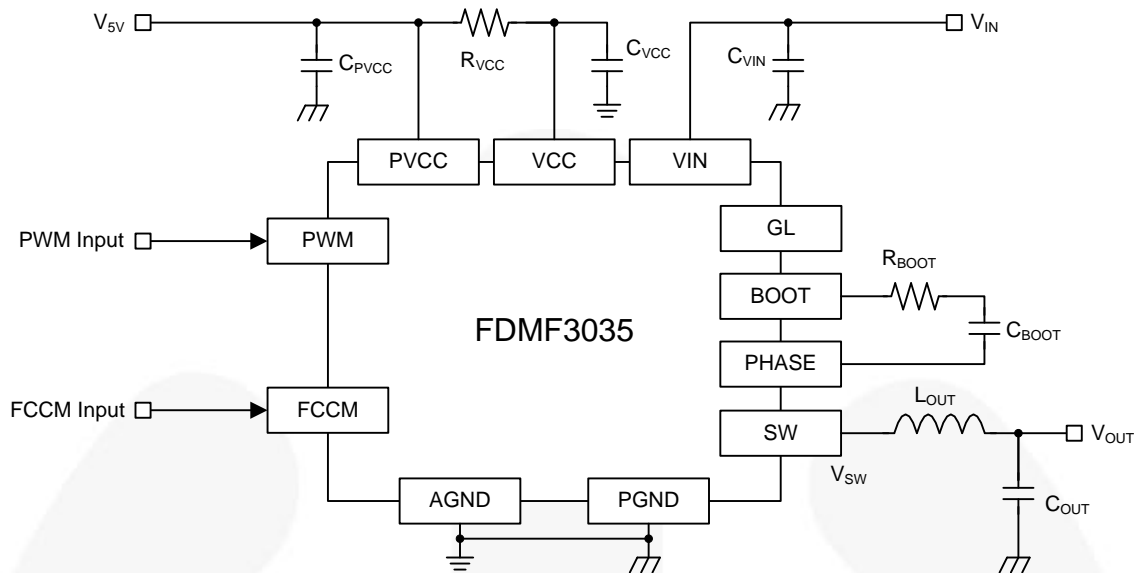 V5V
VIN
CPVCC
RVCC
CVCC
CVIN
PVCC
VCC
VIN
PWM Input
PWM
GL
RBOOT
BOOT
CBOOT
FDMF3035
PHASE
FCCM Input
FCCM
LOUT
SW
VOUT
VSW
AGND
PGND
COUT